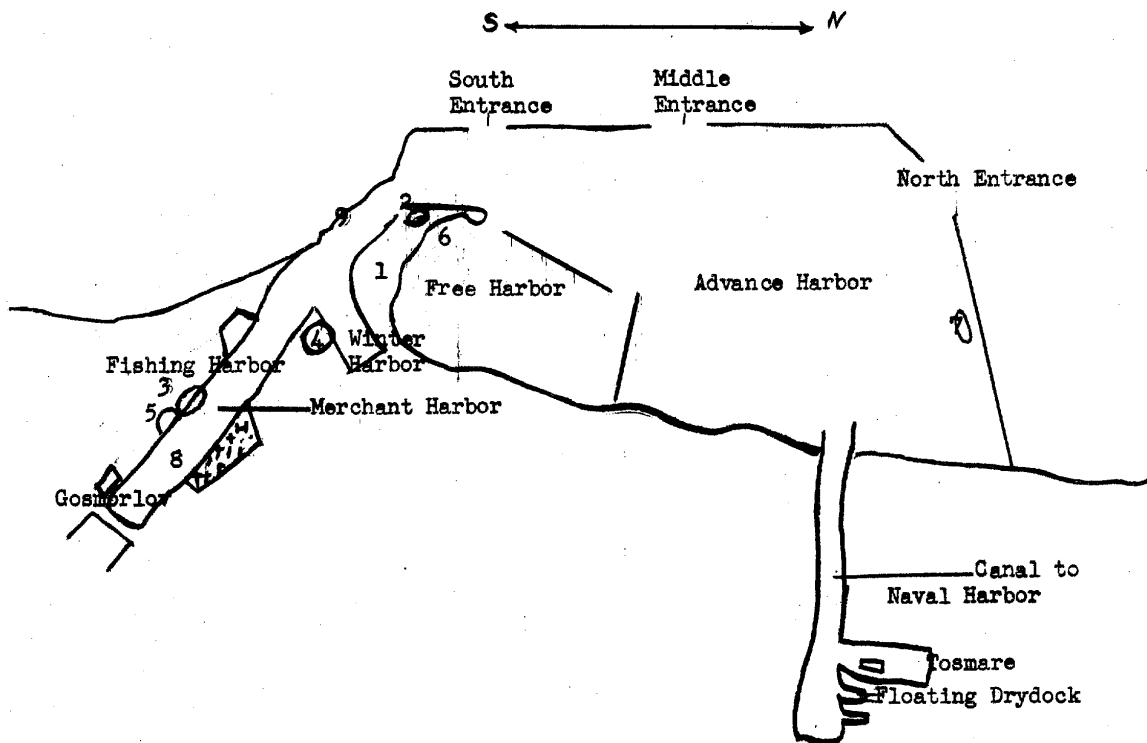 S N
South
Entrance
Middle
Entrance
North Entrance
9
2
6
1
Free Harbor
Advance Harbor
4
Winter
Harbor
Fishing Harbor
3
5
Merchant Harbor
8
Gosmorlov
Canal to
Naval Harbor
Tosmare
Floating Drydock